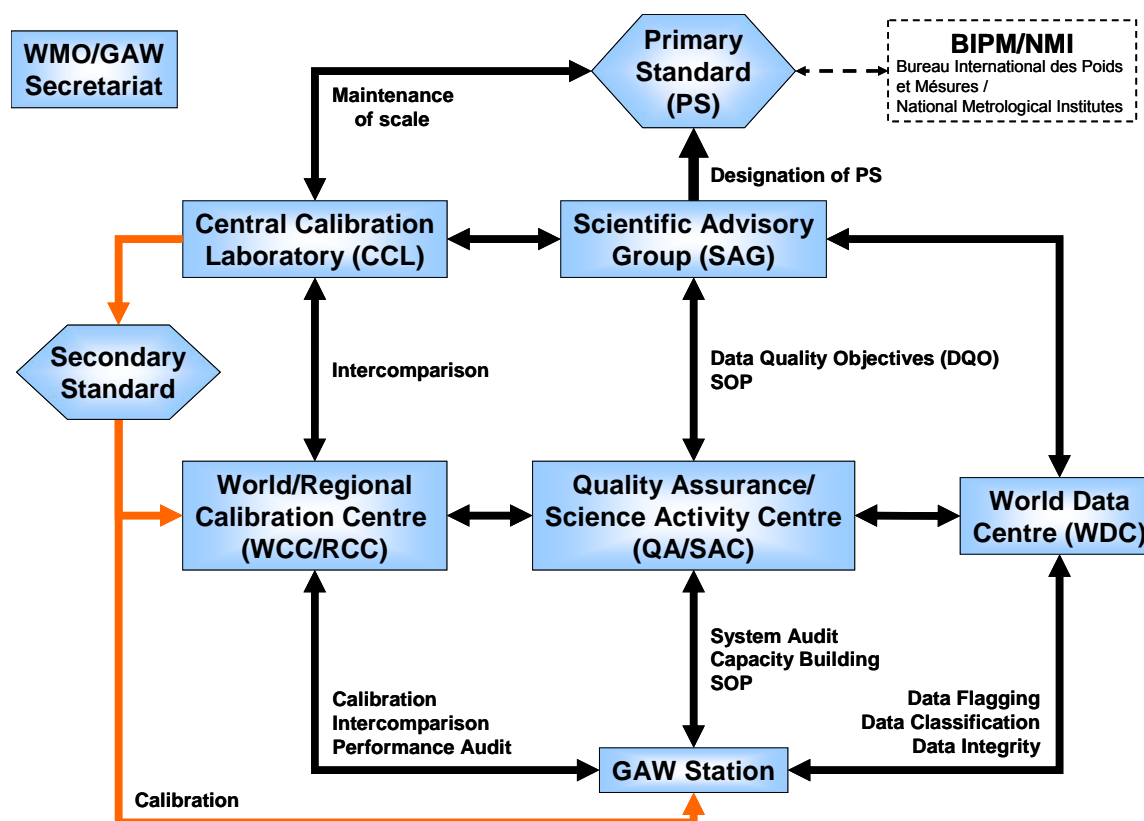 WMO/GAW
Secretariat
Primary
Standard
(PS)
BIPM/NMI
Bureau International des Poids
et Mésures /
National Metrological Institutes
Maintenance
of scale
Designation of PS
Central Calibration
Laboratory (CCL)
Scientific Advisory
Group (SAG)
Secondary
Standard
Intercomparison
Data Quality Objectives (DQO)
SOP
World/Regional
Calibration Centre
(WCC/RCC)
Quality Assurance/
Science Activity Centre
(QA/SAC)
World Data
Centre (WDC)
System Audit
Capacity Building
SOP
Calibration
Intercomparison
Performance Audit
Data Flagging
Data Classification
Data Integrity
GAW Station
Calibration